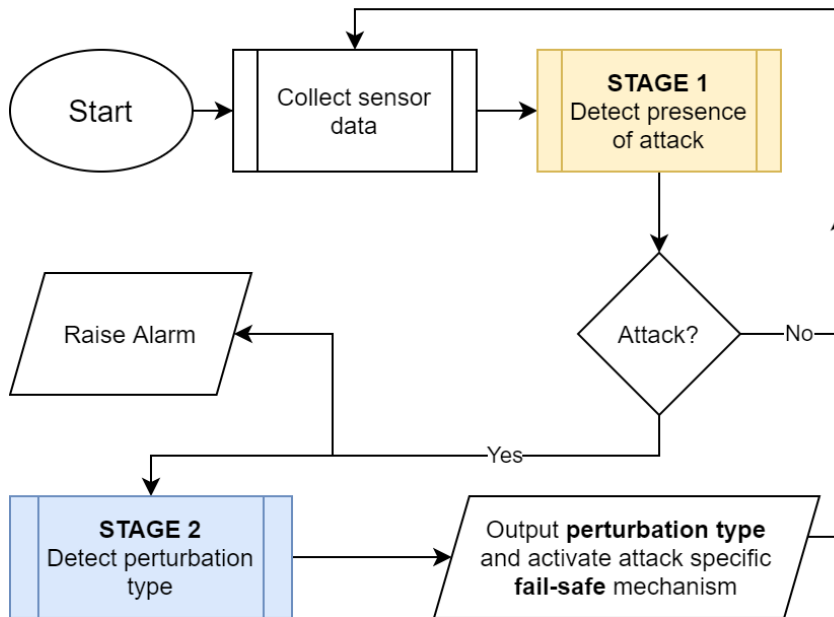 Start
Collect sensor
data
STAGE 1
Detect presence
of attack
Raise Alarm
Attack?
No
Yes
STAGE 2
Detect perturbation
type
Output perturbation type
and activate attack specific
fail-safe mechanism